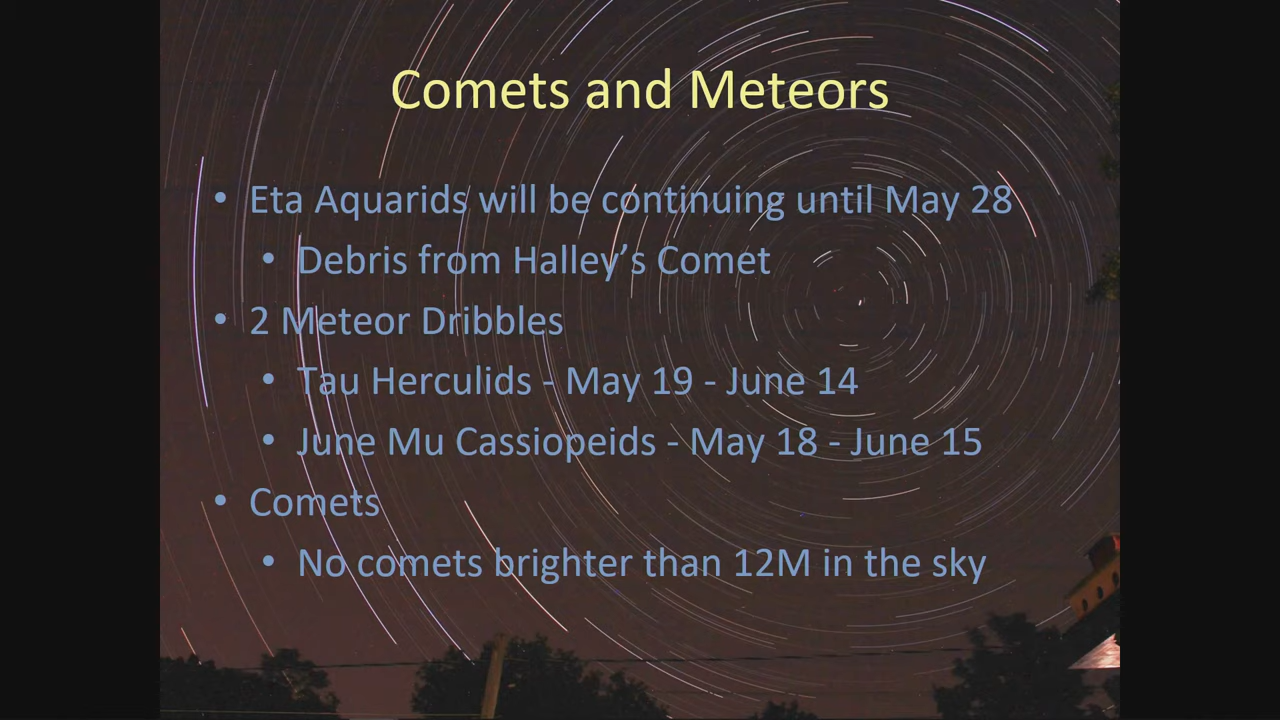 Comets and Meteors
• Eta Aquarids will be continuing until May 28
• Debris from Halley’s Comet
• 2 Meteor Dribbles
• Tau Herculids - May 19 - June 14
• June Mu Cassiopeids - May 18 - June 15
• Comets
• No comets brighter than 12M in the sky